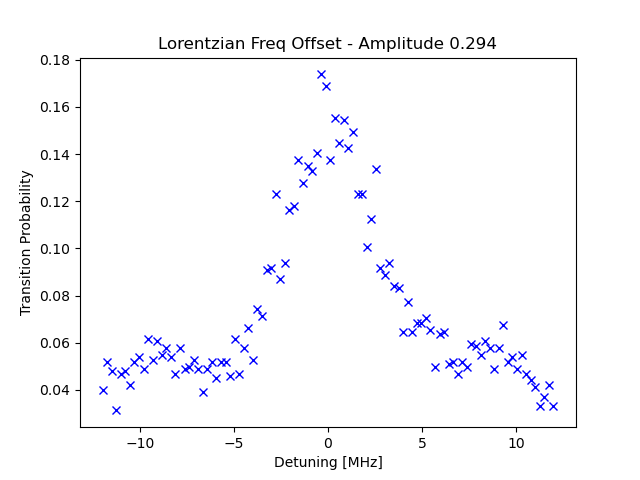 Lorentzian Freq Offset - Amplitude 0.294
Transition Probability
0.18
0.16
0.14
0.12
0.10
0.08
0.06
0.04
−10 −5 0 5 10
Detuning [MHz]